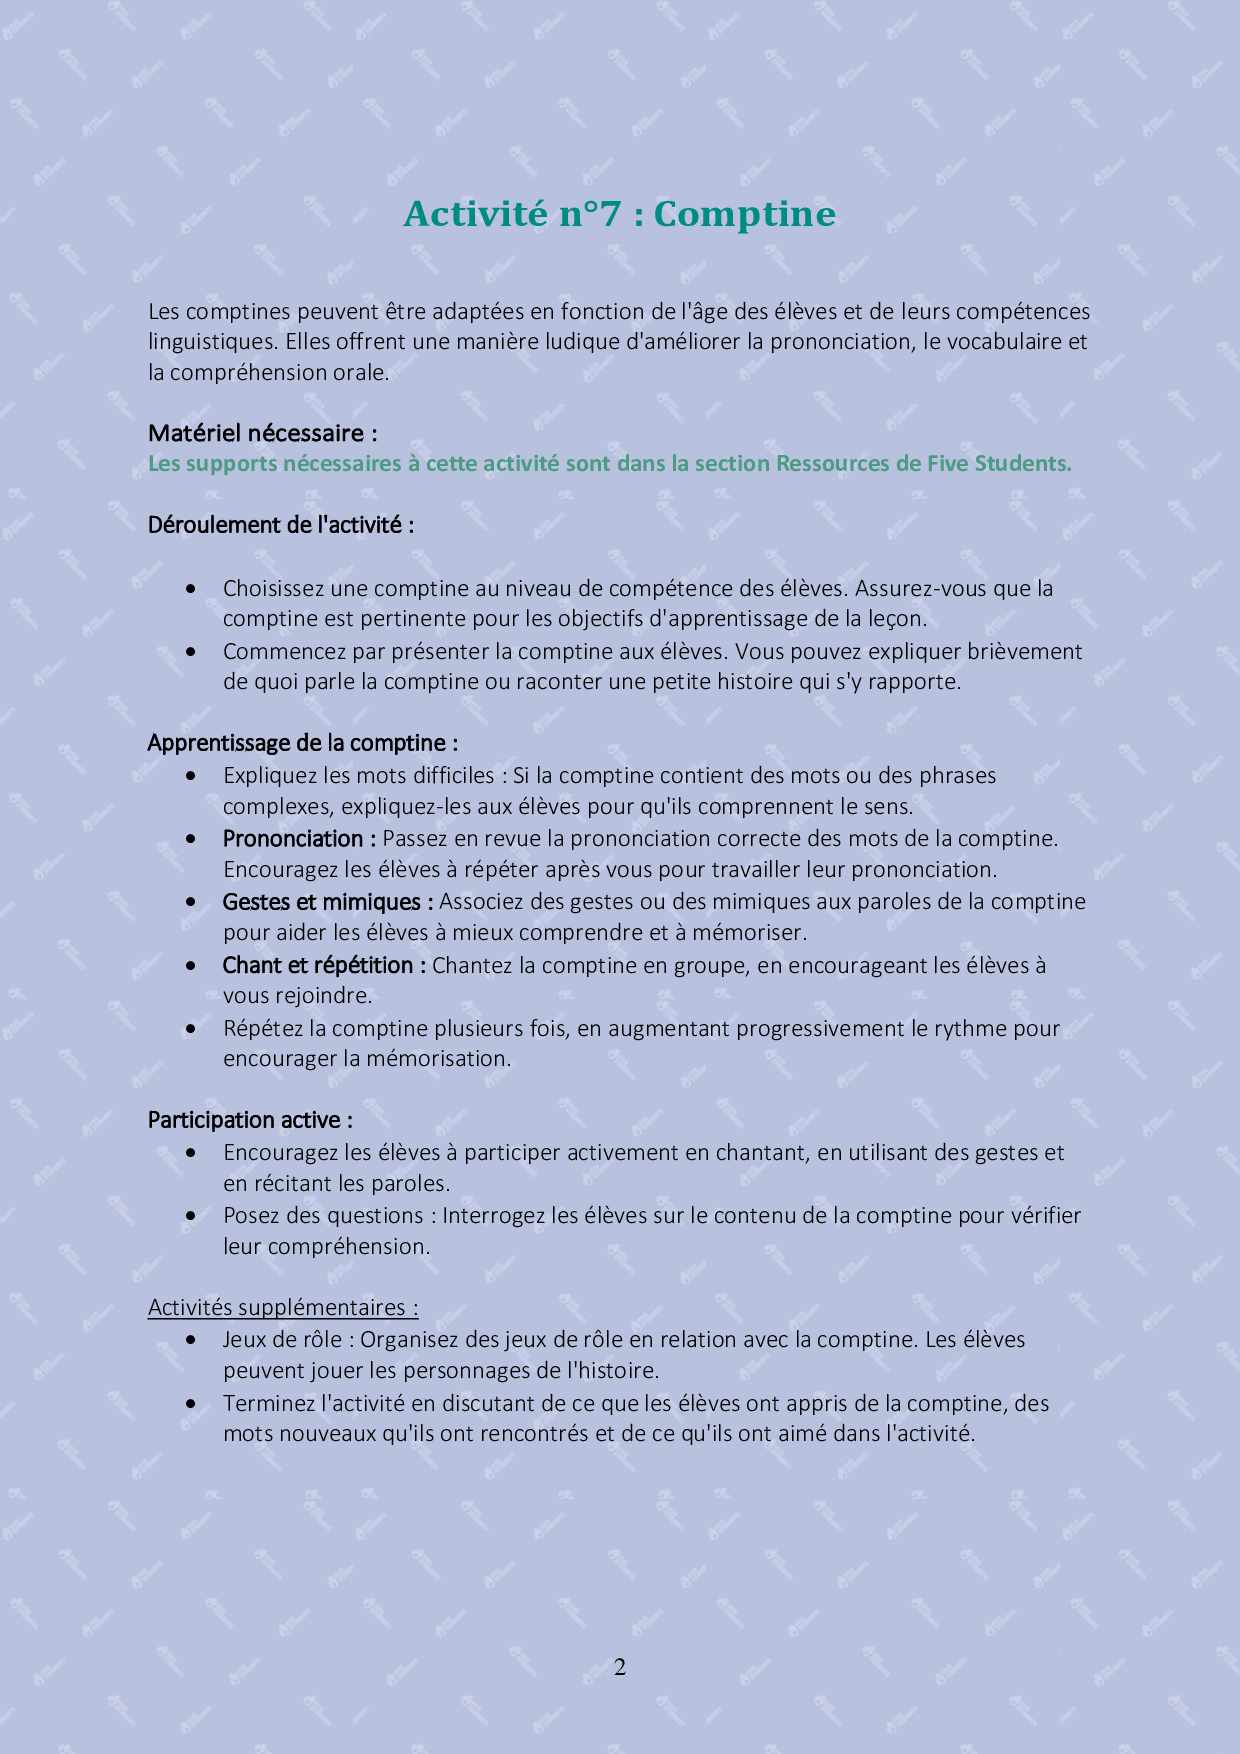 Activité n°7 : Comptine
Les comptines peuvent être adaptées en fonction de l'âge des élèves et de leurs compétences
linguistiques. Elles offrent une manière ludique d'améliorer la prononciation, le vocabulaire et
la compréhension orale.
Matériel nécessaire :
Les supports nécessaires à cette activité sont dans la section Ressources de Five Students.
Déroulement de l'activité :
• Choisissez une comptine au niveau de compétence des élèves. Assurez-vous que la
comptine est pertinente pour les objectifs d'apprentissage de la leçon.
• Commencez par présenter la comptine aux élèves. Vous pouvez expliquer brièvement
de quoi parle la comptine ou raconter une petite histoire qui s'y rapporte.
Apprentissage de la comptine :
• Expliquez les mots difficiles : Si la comptine contient des mots ou des phrases
complexes, expliquez-les aux élèves pour qu'ils comprennent le sens.
• Prononciation : Passez en revue la prononciation correcte des mots de la comptine.
Encouragez les élèves à répéter après vous pour travailler leur prononciation.
• Gestes et mimiques : Associez des gestes ou des mimiques aux paroles de la comptine
pour aider les élèves à mieux comprendre et à mémoriser.
• Chant et répétition : Chantez la comptine en groupe, en encourageant les élèves à
vous rejoindre.
• Répétez la comptine plusieurs fois, en augmentant progressivement le rythme pour
encourager la mémorisation.
Participation active :
• Encouragez les élèves à participer activement en chantant, en utilisant des gestes et
en récitant les paroles.
• Posez des questions : Interrogez les élèves sur le contenu de la comptine pour vérifier
leur compréhension.
Activités supplémentaires :
• Jeux de rôle : Organisez des jeux de rôle en relation avec la comptine. Les élèves
peuvent jouer les personnages de l'histoire.
• Terminez l'activité en discutant de ce que les élèves ont appris de la comptine, des
mots nouveaux qu'ils ont rencontrés et de ce qu'ils ont aimé dans l'activité.
2